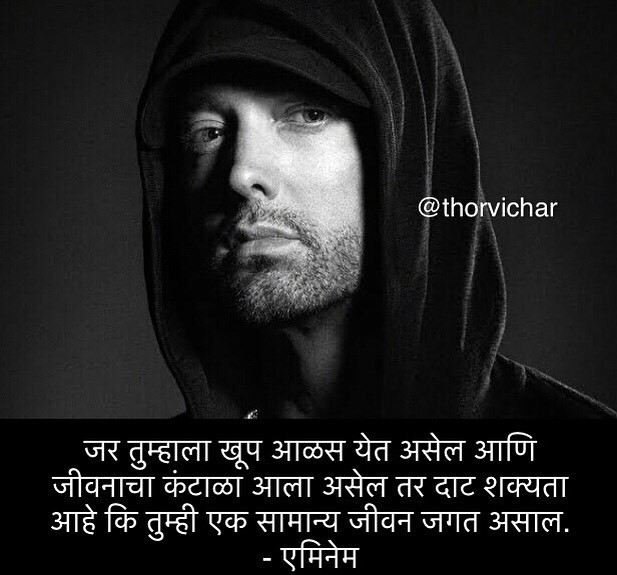 @thorvichar
जर तुम्हाला खूप आळस येत असेल आणि
जीवनाचा कंटाळा आला असेल तर दाट शक्यता
आहे कि तुम्ही एक सामान्य जीवन जगत असाल.
- एमिनेम